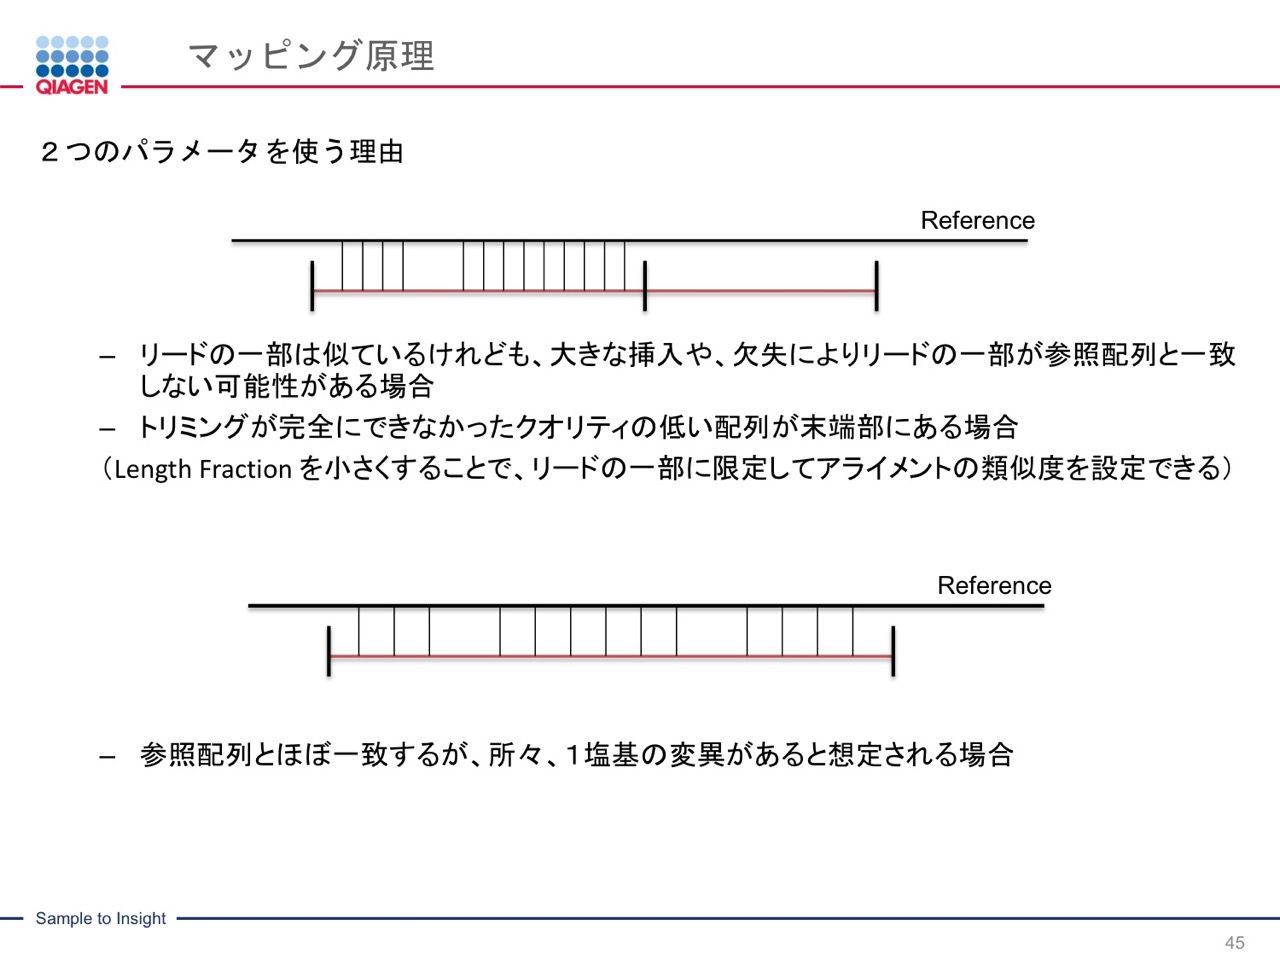 マッピング原理
QIAGEN
２つのパラメータを使う理由
Reference
– リードの一部は似ているけれども、大きな挿入や、欠失によりリードの一部が参照配列と一致
しない可能性がある場合
– トリミングが完全にできなかったクオリティの低い配列が末端部にある場合
（Length Fraction を小さくすることで、リードの一部に限定してアライメントの類似度を設定できる）
Reference
– 参照配列とほぼ一致するが、所々、１塩基の変異があると想定される場合
Sample to Insight
45